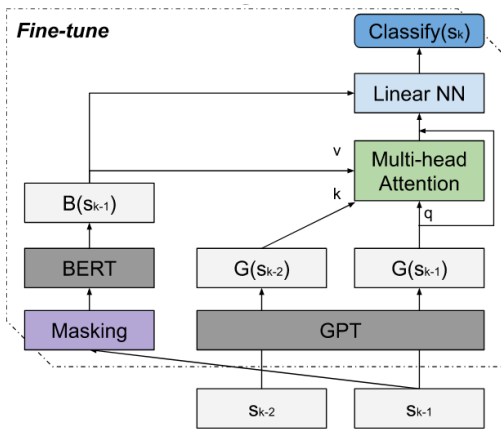 Fine-tune
Classify(sk)
Linear NN
v
Multi-head
Attention
k
B(sk-1)
q
BERT
G(sk-2)
G(sk-1)
Masking
GPT
sk-2
sk-1